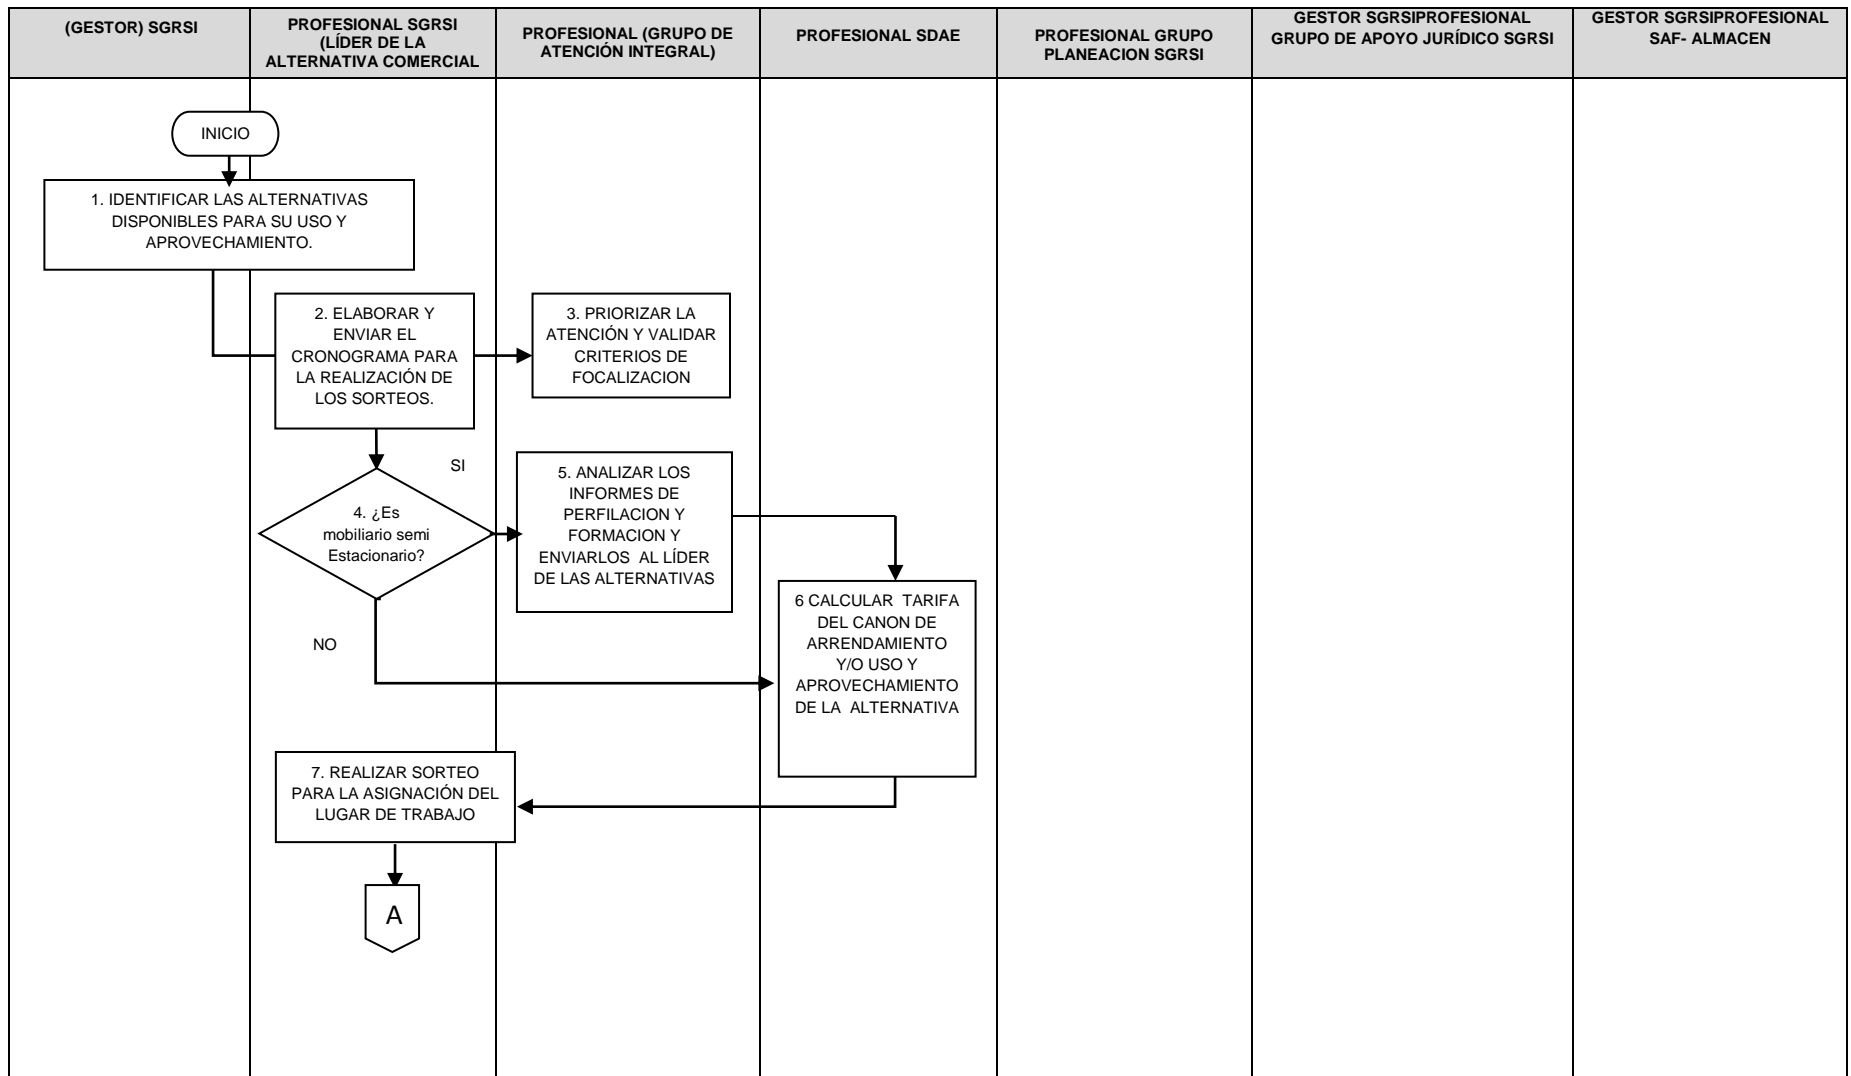 (GESTOR) SGRSI
PROFESIONAL SGRSI
(LÍDER DE LA
ALTERNATIVA COMERCIAL
PROFESIONAL (GRUPO DE
ATENCIÓN INTEGRAL)
PROFESIONAL SDAE
PROFESIONAL GRUPO
PLANEACION SGRSI
GESTOR SGRSIPROFESIONAL
GRUPO DE APOYO JURÍDICO SGRSI
GESTOR SGRSIPROFESIONAL
SAF- ALMACEN
INICIO
1. IDENTIFICAR LAS ALTERNATIVAS
DISPONIBLES PARA SU USO Y
APROVECHAMIENTO.
2. ELABORAR Y
ENVIAR EL
CRONOGRAMA PARA
LA REALIZACIÓN DE
LOS SORTEOS.
3. PRIORIZAR LA
ATENCIÓN Y VALIDAR
CRITERIOS DE
FOCALIZACION
SI
4. ¿Es
mobiliario semi
Estacionario?
5. ANALIZAR LOS
INFORMES DE
PERFILACION Y
FORMACION Y
ENVIARLOS  AL LÍDER
DE LAS ALTERNATIVAS
NO
6 CALCULAR  TARIFA
DEL CANON DE
ARRENDAMIENTO
Y/O USO Y
APROVECHAMIENTO
DE LA  ALTERNATIVA
7. REALIZAR SORTEO
PARA LA ASIGNACIÓN DEL
LUGAR DE TRABAJO
A